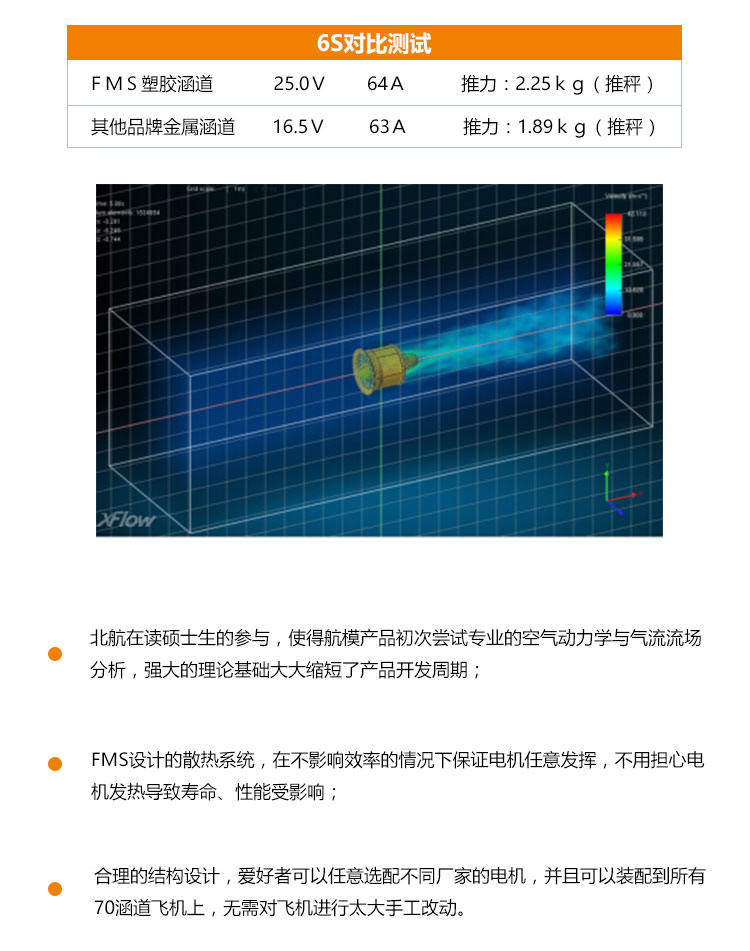 6S对比测试
FMS塑胶涵道 25.0V 64A 推力：2.25kg（推秤）
其他品牌金属涵道 16.5V 63A 推力：1.89kg（推秤）
XFlow
北航在读硕士生的参与，使得航模产品初次尝试专业的空气动力学与气流流场
分析，强大的理论基础大大缩短了产品开发周期；
FMS设计的散热系统，在不影响效率的情况下保证电机任意发挥，不用担心电
机发热导致寿命、性能受影响；
合理的结构设计，爱好者可以任意选配不同厂家的电机，并且可以装配到所有
70涵道飞机上，无需对飞机进行太大手工改动。